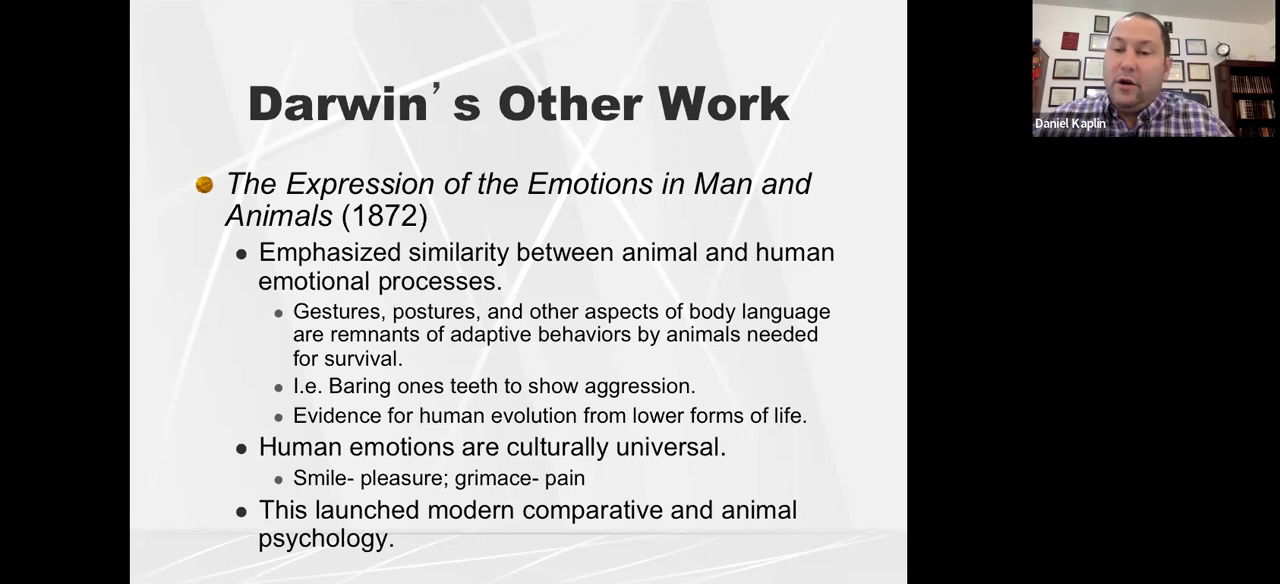 Darwin’s Other Work
The Expression of the Emotions in Man and
Animals (1872)
Emphasized similarity between animal and human
emotional processes.
Gestures, postures, and other aspects of body language
are remnants of adaptive behaviors by animals needed
for survival.
I.e. Baring ones teeth to show aggression.
Evidence for human evolution from lower forms of life.
Human emotions are culturally universal.
Smile- pleasure; grimace- pain
This launched modern comparative and animal
psychology.
Daniel Kaplin